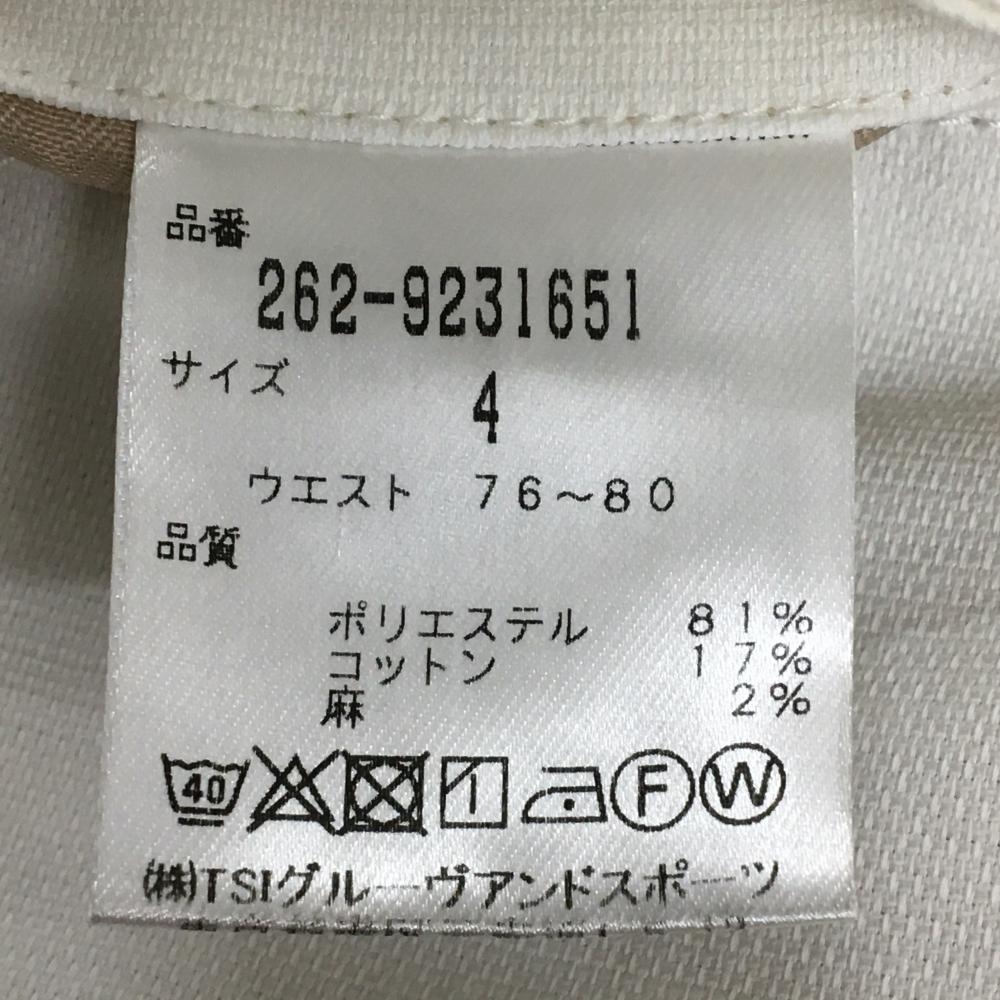 品番
262-9231651
サイズ
4
ウエスト 76～80
品質
ポリエステル 81%
コットン 17%
麻 2%
40 F W
(株)TSIグルーヴアンドスポーツ